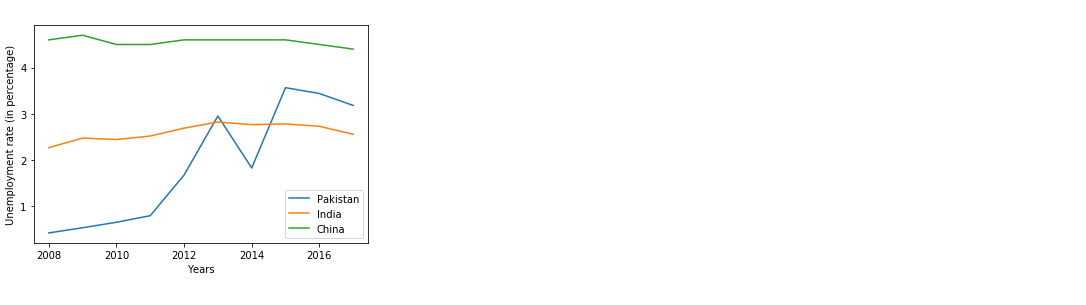 Unemployment rate (in percentage)
4
3
2
1
Pakistan
India
China
2008 2010 2012 2014 2016
Years